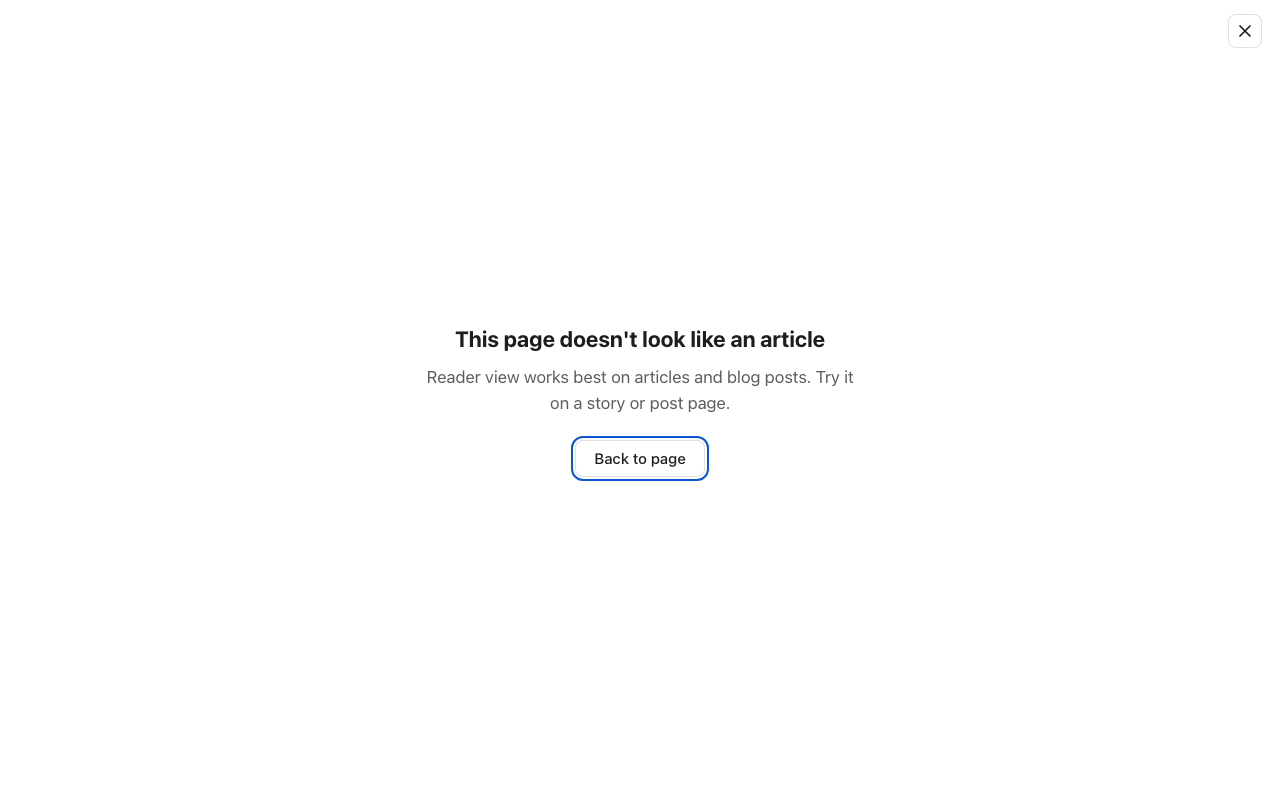 This page doesn't look like an article
Reader view works best on articles and blog posts. Try it
on a story or post page.
Back to page